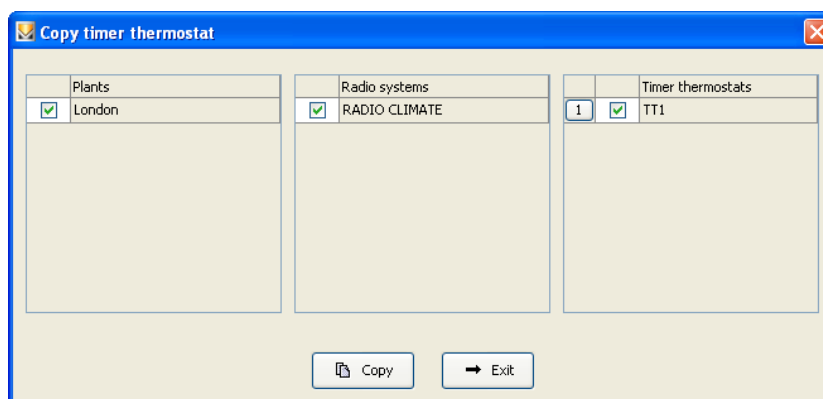 Copy timer thermostat
Plants
Radio systems
Timer thermostats
London
RADIO CLIMATE
1
TT1
Copy
Exit